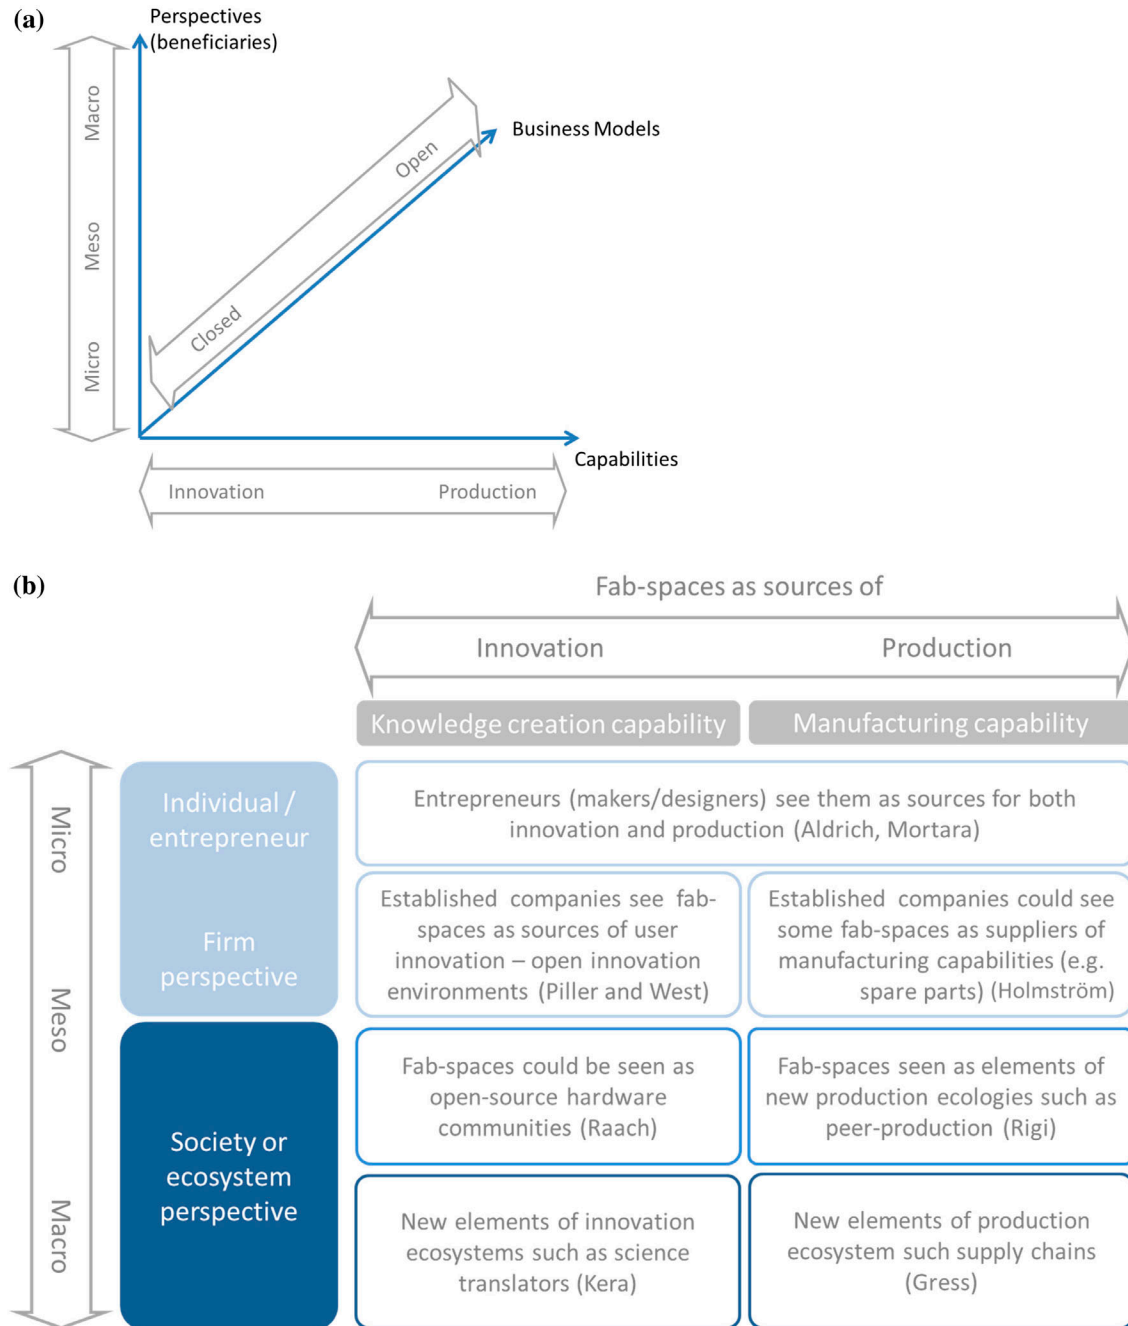 (a)
Perspectives
(beneficiaries)
Macro
Meso
Micro
Open
Closed
Business Models
Capabilities
Innovation
Production
(b)
Fab-spaces as sources of
Innovation
Production
Knowledge creation capability
Manufacturing capability
Micro
Meso
Macro
Individual /
entrepreneur
Firm
perspective
Society or
ecosystem
perspective
Entrepreneurs (makers/designers) see them as sources for both
innovation and production (Aldrich, Mortara)
Established companies see fab-
spaces as sources of user
innovation – open innovation
environments (Piller and West)
Established companies could see
some fab-spaces as suppliers of
manufacturing capabilities (e.g.
spare parts) (Holmström)
Fab-spaces could be seen as
open-source hardware
communities (Raach)
Fab-spaces seen as elements of
new production ecologies such as
peer-production (Rigi)
New elements of innovation
ecosystems such as science
translators (Kera)
New elements of production
ecosystem such supply chains
(Gress)